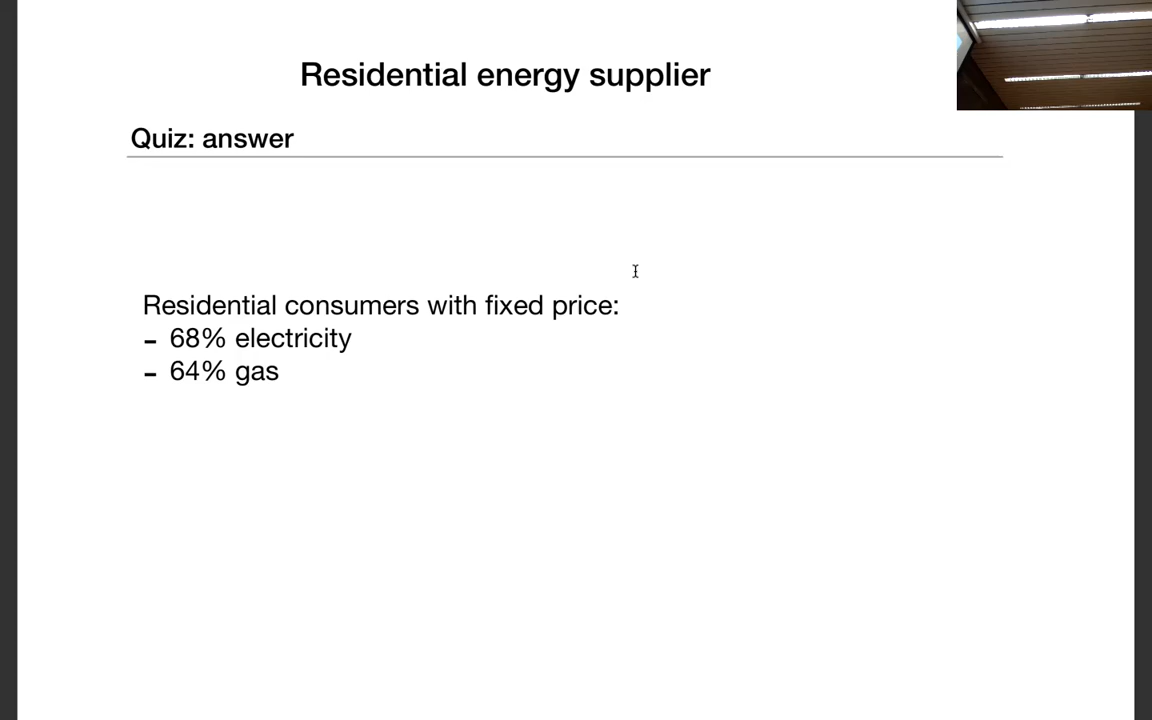 Residential energy supplier
Quiz: answer
Residential consumers with fixed price:
- 68% electricity
- 64% gas